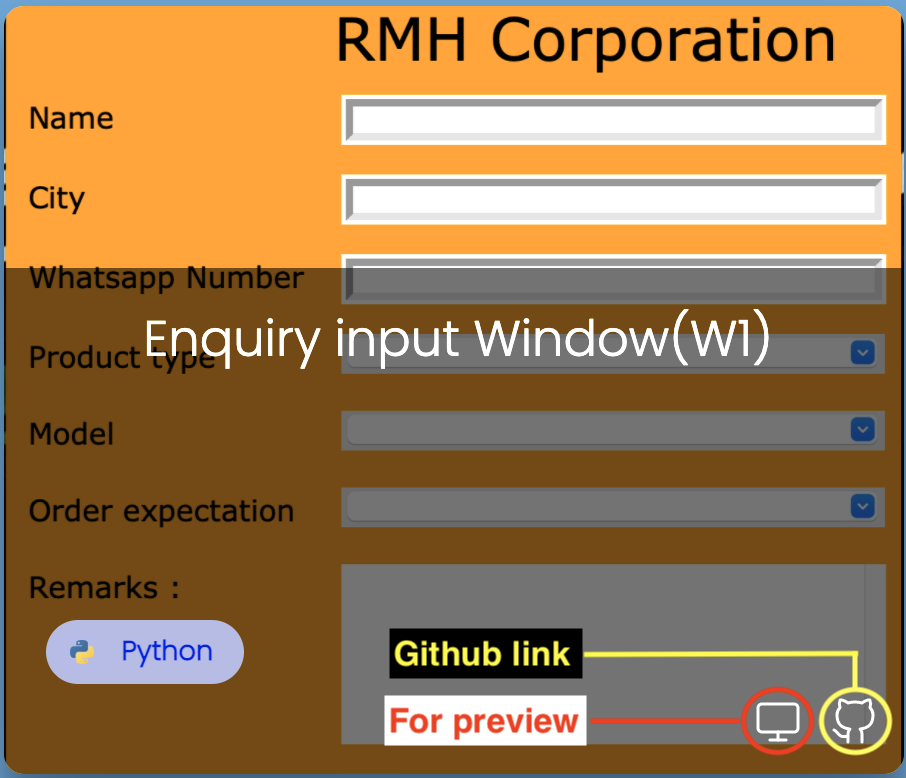 RMH Corporation
Name
City
Whatsapp Number
Enquiry input Window(W1)
Product type
Model
Order expectation
Remarks :
Python
Github link
For preview